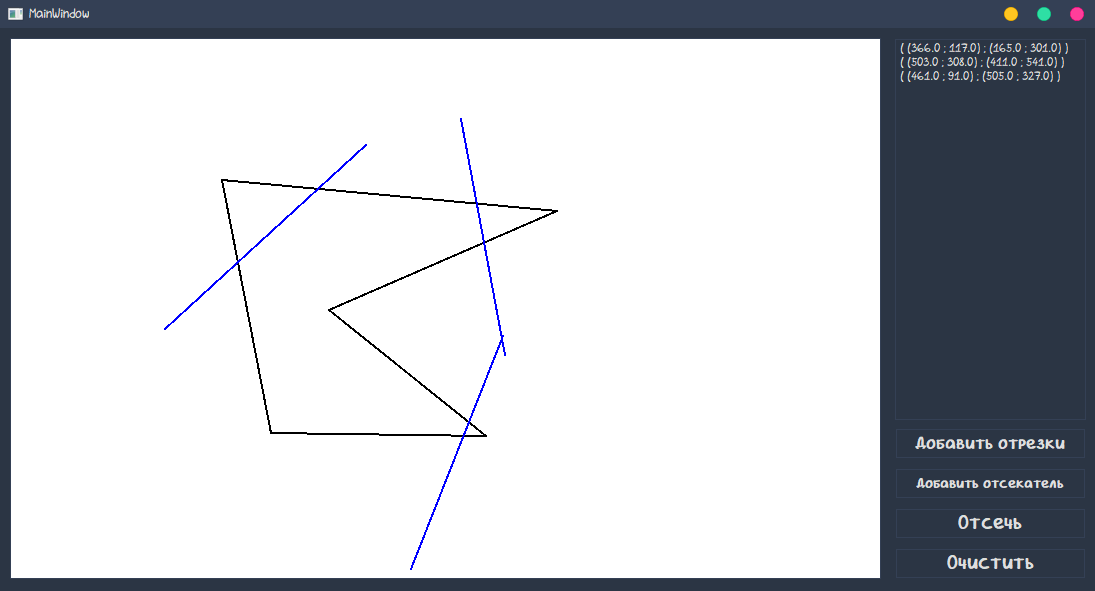 MainWindow
( (366.0 ; 117.0) ; (165.0 ; 301.0) )
( (503.0 ; 308.0) ; (411.0 ; 541.0) )
( (461.0 ; 91.0) ; (505.0 ; 327.0) )
Добавить отрезки
Добавить отсекатель
Отсечь
Очистить